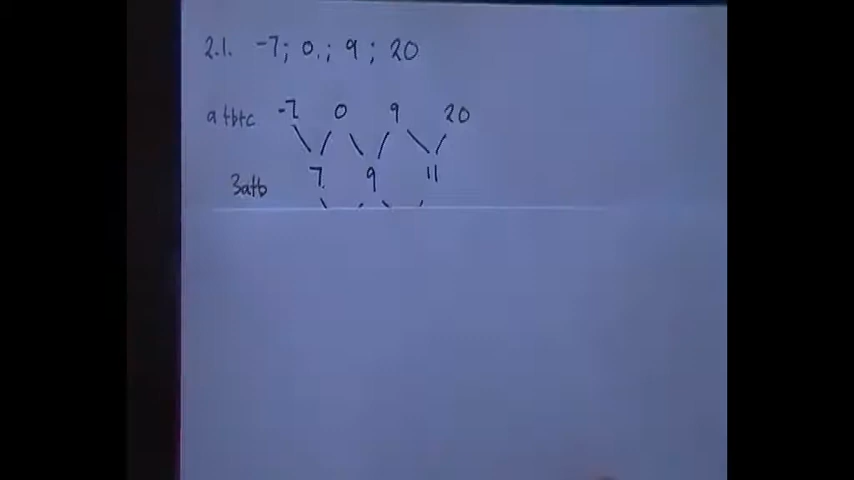 2.1. -7; 0.; 9; 20
a+b+c -7 0 9 20
3a+b 7 9 11